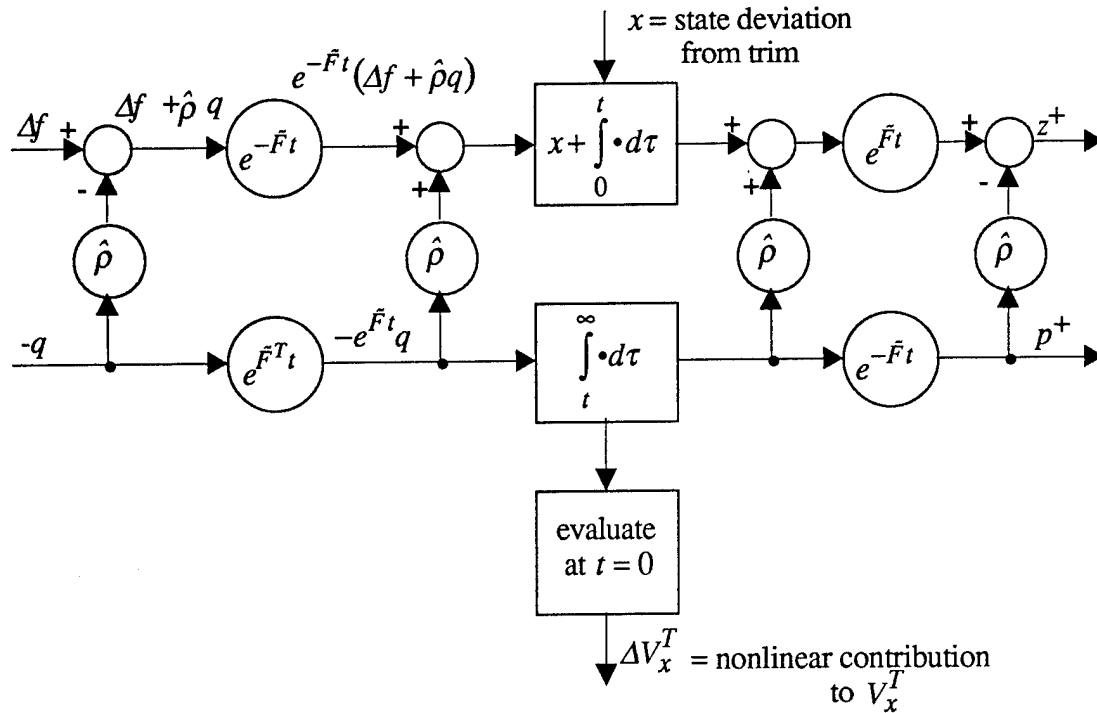 x = state deviation
from trim
e^{-F̃t}(Δf + ρ̂q)
Δf + Δf +ρ̂ q e^{-F̃t} + x + ∫_0^t • dτ + e^{F̃t} + z⁺
- + + -
ρ̂ ρ̂ ρ̂ ρ̂
-q e^{F̃ᵀt} -e^{F̃t}q ∫_t^∞ • dτ e^{-F̃t} p⁺
evaluate
at t = 0
ΔV_x^T = nonlinear contribution
to V_x^T